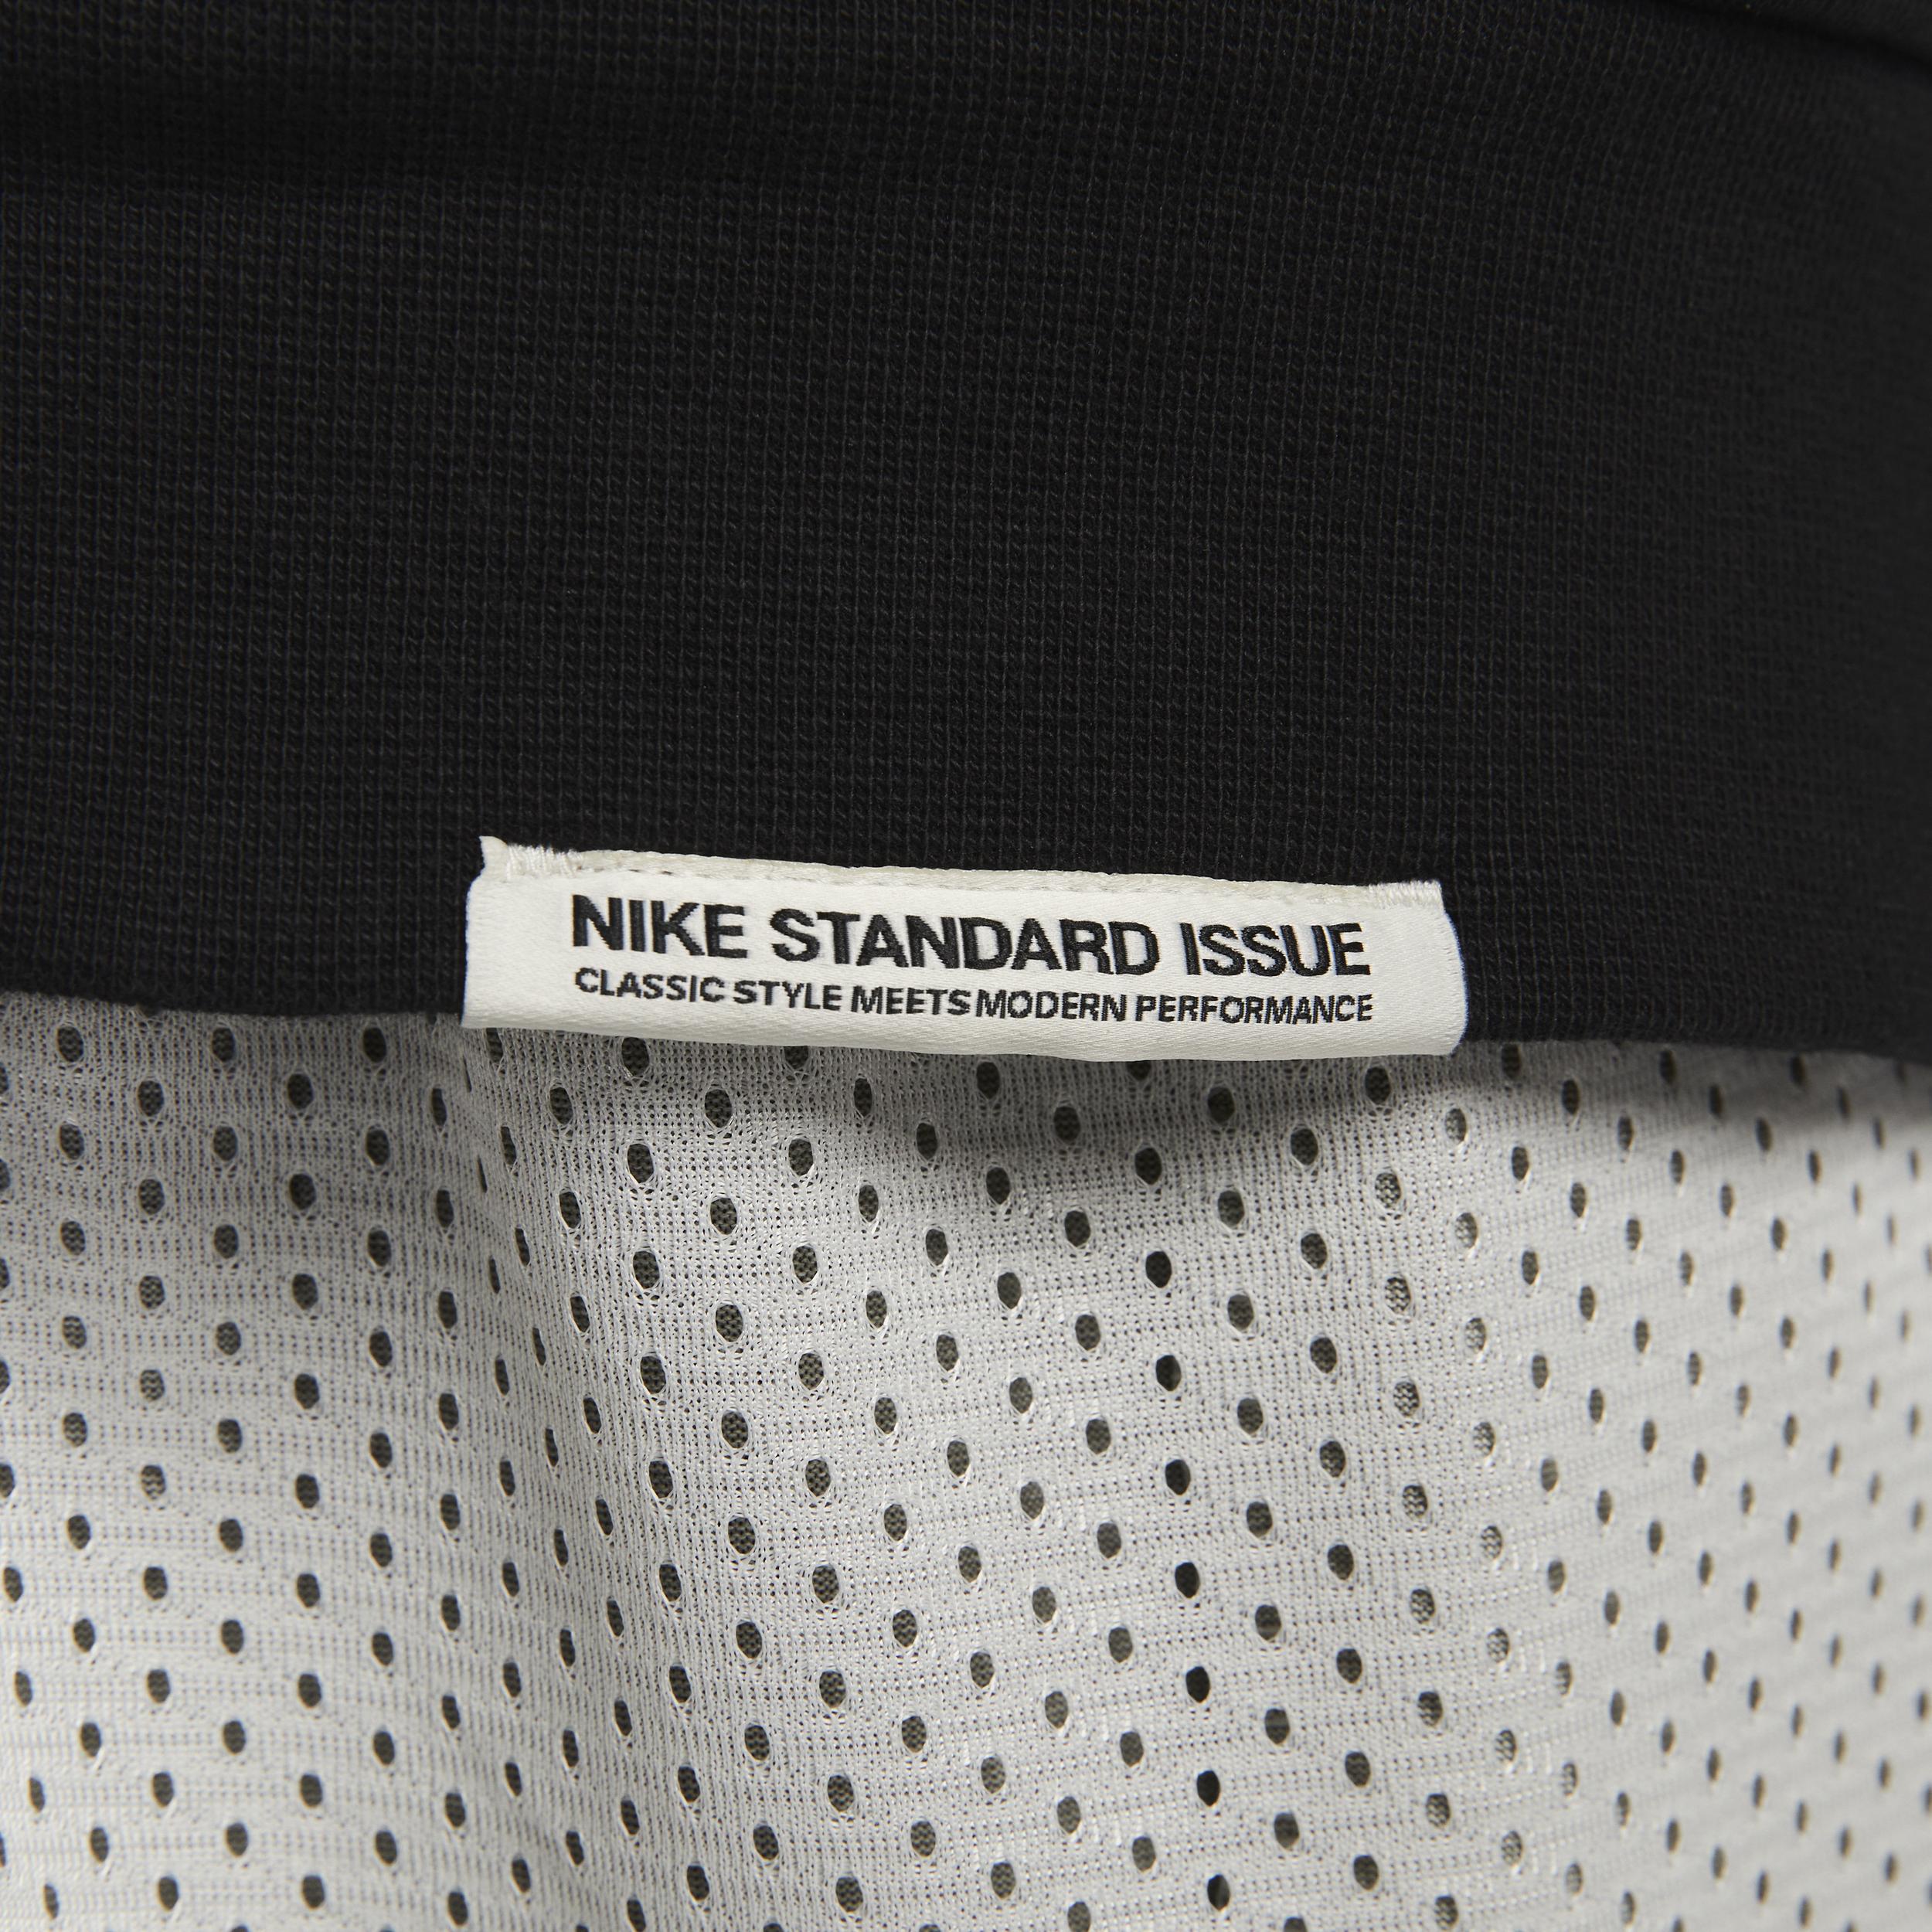 NIKE STANDARD ISSUE
CLASSIC STYLE MEETS MODERN PERFORMANCE